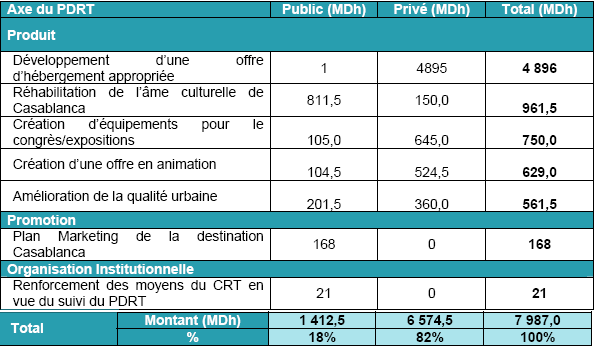 Axe du PDRT Public (MDh) Privé (MDh) Total (MDh)
Produit
Développement d'une offre
d'hébergement appropriée 1 4895 4 896
Réhabilitation de l'âme culturelle de
Casablanca 811,5 150,0 961,5
Création d'équipements pour le
congrès/expositions 105,0 645,0 750,0
Création d'une offre en animation 104,5 524,5 629,0
Amélioration de la qualité urbaine 201,5 360,0 561,5
Promotion
Plan Marketing de la destination
Casablanca 168 0 168
Organisation Institutionnelle
Renforcement des moyens du CRT en
vue du suivi du PDRT 21 0 21
Total Montant (MDh) 1 412,5 6 574,5 7 987,0
% 18% 82% 100%